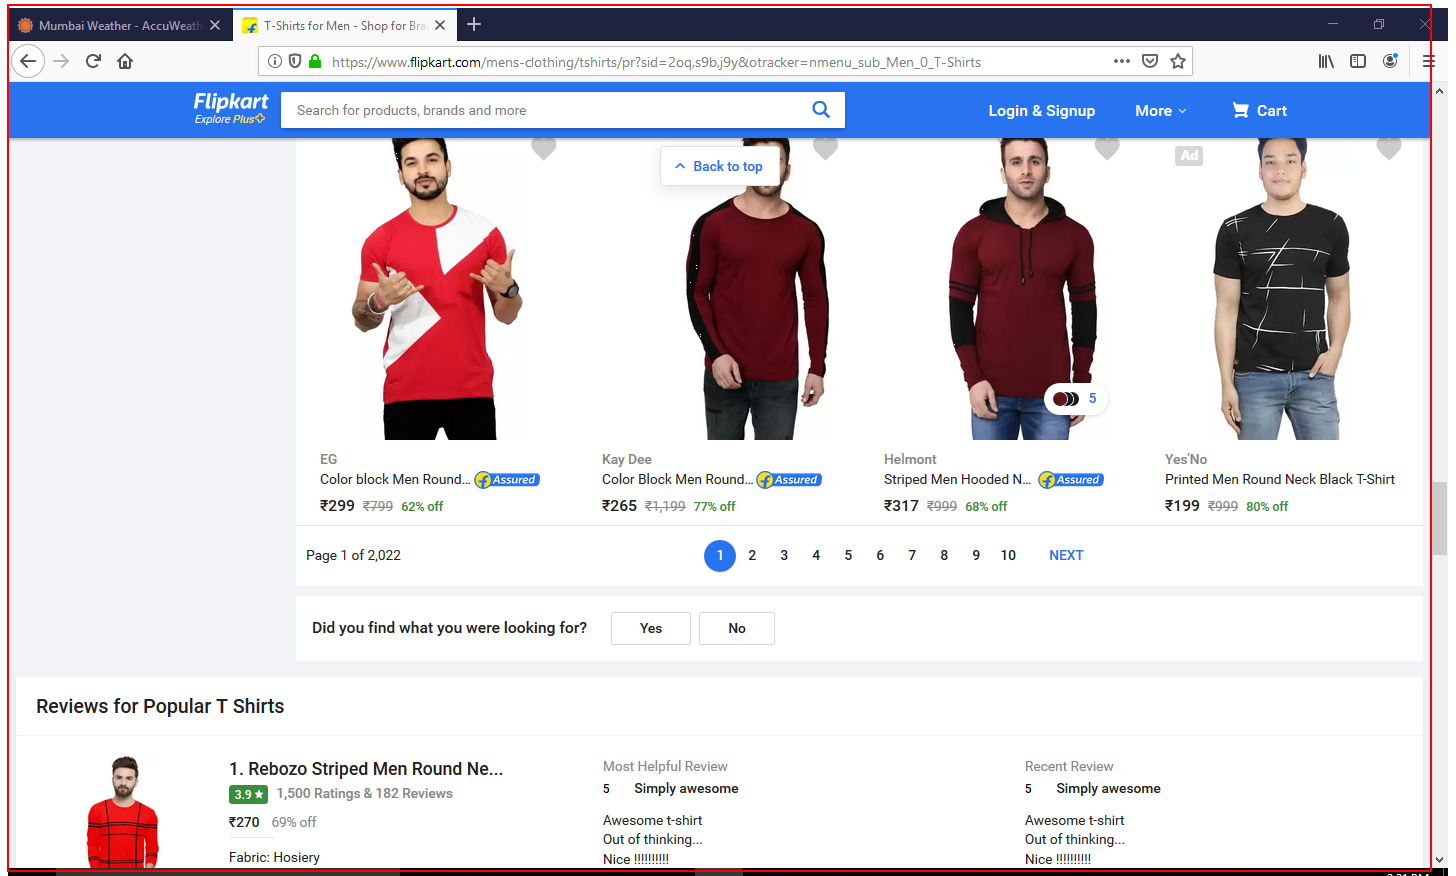 Mumbai Weather - AccuWeath
T-Shirts for Men - Shop for Bra
https://www.flipkart.com/mens-clothing/tshirts/pr?sid=2oq,s9b,j9y&otracker=nmenu_sub_Men_0_T-Shirts
Flipkart
Explore Plus
Search for products, brands and more
Login & Signup
More
Cart
Back to top
Ad
5
EG
Color block Men Round...
Assured
₹299 ₹799 62% off
Kay Dee
Color Block Men Round...
Assured
₹265 ₹1,199 77% off
Helmont
Striped Men Hooded N...
Assured
₹317 ₹999 68% off
Yes'No
Printed Men Round Neck Black T-Shirt
₹199 ₹999 80% off
Page 1 of 2,022
1 2 3 4 5 6 7 8 9 10 NEXT
Did you find what you were looking for?
Yes
No
Reviews for Popular T Shirts
1. Rebozo Striped Men Round Ne...
3.9 1,500 Ratings & 182 Reviews
₹270 69% off
Fabric: Hosiery
Most Helpful Review
5 Simply awesome
Awesome t-shirt
Out of thinking...
Nice !!!!!!!!!!
Recent Review
5 Simply awesome
Awesome t-shirt
Out of thinking...
Nice !!!!!!!!!!